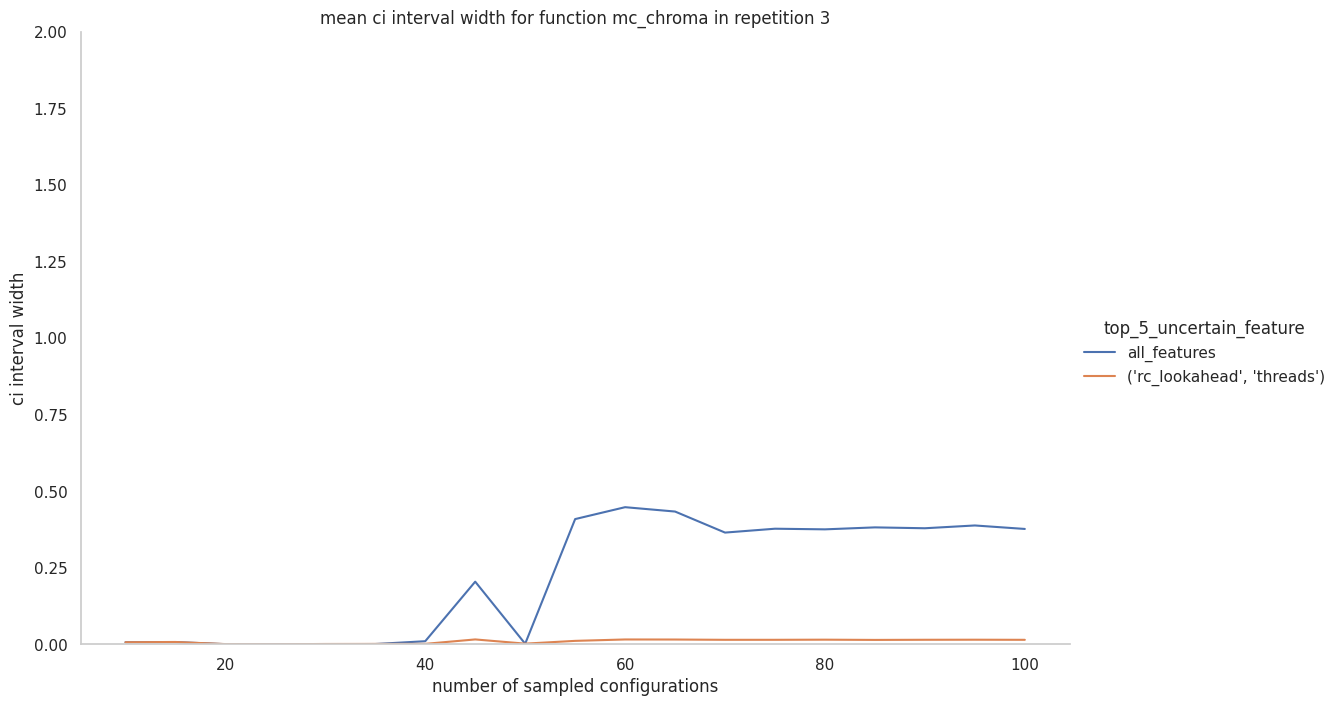 mean ci interval width for function mc_chroma in repetition 3
2.00
1.75
1.50
1.25
1.00
0.75
0.50
0.25
0.00
ci interval width
20
40
60
80
100
number of sampled configurations
top_5_uncertain_feature
all_features
('rc_lookahead', 'threads')